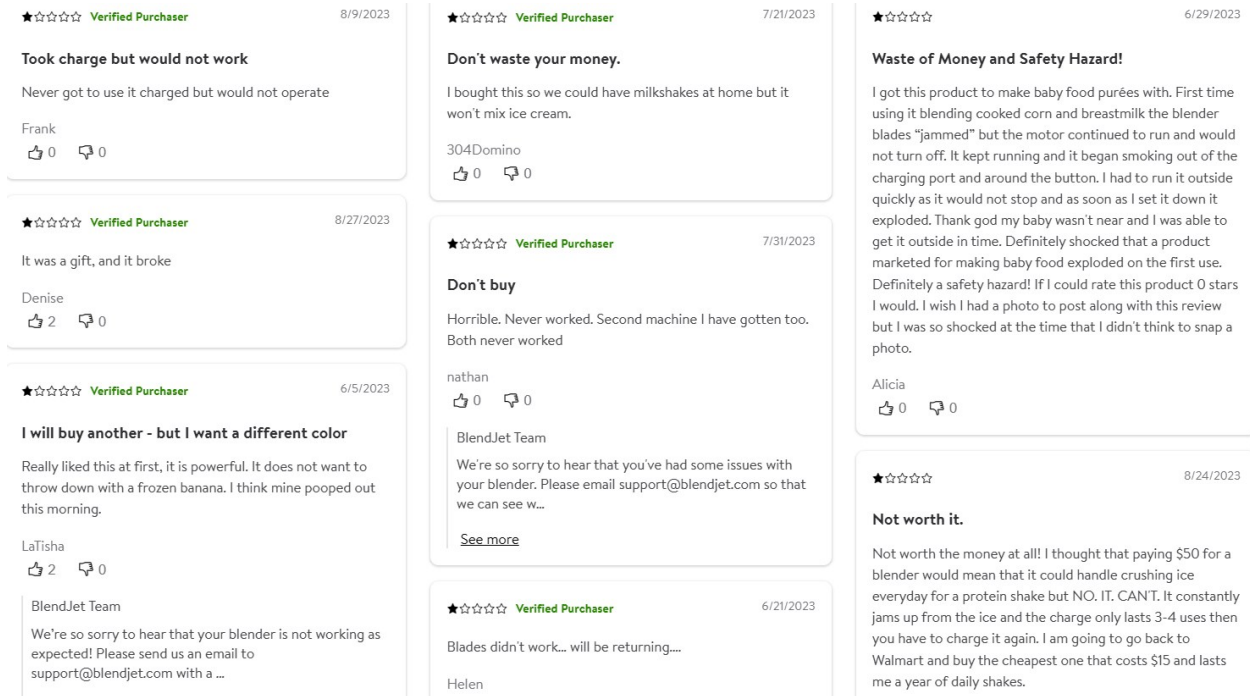 Verified Purchaser 8/9/2023
Took charge but would not work
Never got to use it charged but would not operate
Frank
0 0
Verified Purchaser 8/27/2023
It was a gift, and it broke
Denise
2 0
Verified Purchaser 6/5/2023
I will buy another - but I want a different color
Really liked this at first, it is powerful. It does not want to
throw down with a frozen banana. I think mine pooped out
this morning.
LaTisha
2 0
BlendJet Team
We're so sorry to hear that your blender is not working as
expected! Please send us an email to
support@blendjet.com with a ...
Verified Purchaser 7/21/2023
Don't waste your money.
I bought this so we could have milkshakes at home but it
won't mix ice cream.
304Domino
0 0
Verified Purchaser 7/31/2023
Don't buy
Horrible. Never worked. Second machine I have gotten too.
Both never worked
nathan
0 0
BlendJet Team
We're so sorry to hear that you've had some issues with
your blender. Please email support@blendjet.com so that
we can see w...
See more
Verified Purchaser 6/21/2023
Blades didn't work... will be returning....
Helen
6/29/2023
Waste of Money and Safety Hazard!
I got this product to make baby food purées with. First time
using it blending cooked corn and breastmilk the blender
blades “jammed” but the motor continued to run and would
not turn off. It kept running and it began smoking out of the
charging port and around the button. I had to run it outside
quickly as it would not stop and as soon as I set it down it
exploded. Thank god my baby wasn't near and I was able to
get it outside in time. Definitely shocked that a product
marketed for making baby food exploded on the first use.
Definitely a safety hazard! If I could rate this product 0 stars
I would. I wish I had a photo to post along with this review
but I was so shocked at the time that I didn't think to snap a
photo.
Alicia
0 0
8/24/2023
Not worth it.
Not worth the money at all! I thought that paying $50 for a
blender would mean that it could handle crushing ice
everyday for a protein shake but NO. IT. CAN'T. It constantly
jams up from the ice and the charge only lasts 3-4 uses then
you have to charge it again. I am going to go back to
Walmart and buy the cheapest one that costs $15 and lasts
me a year of daily shakes.